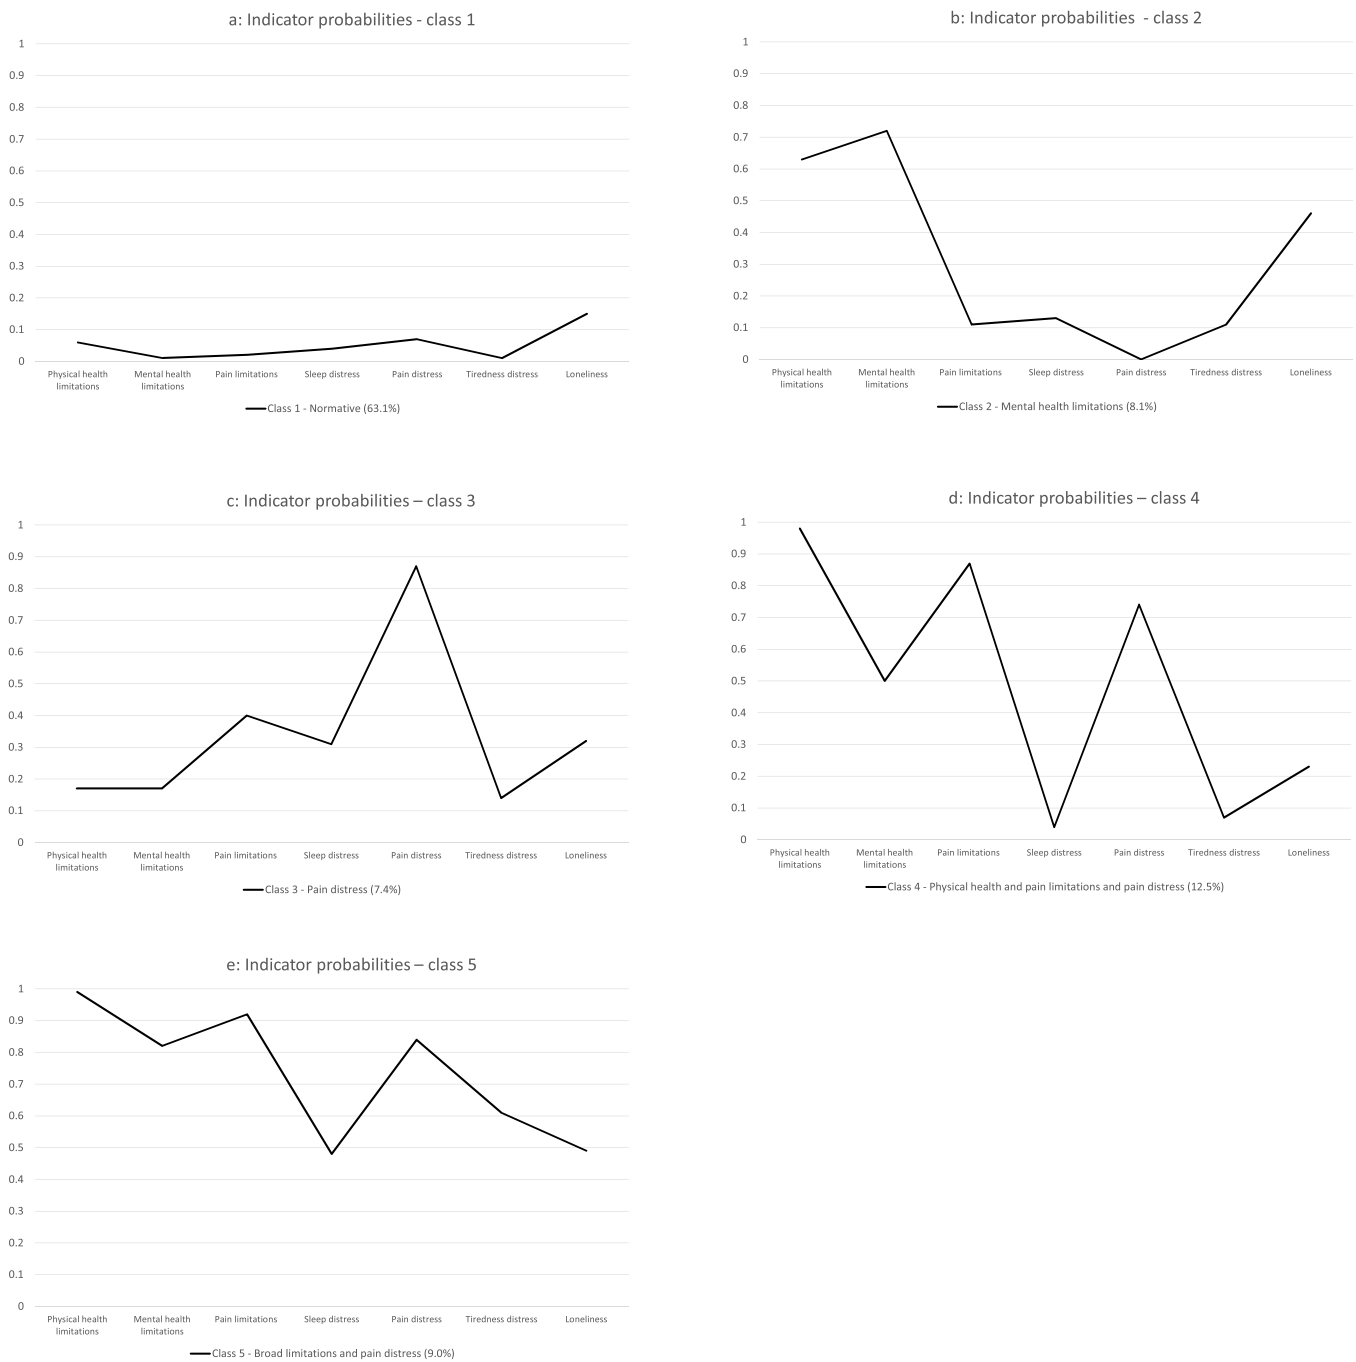 a: Indicator probabilities - class 1
1
0.9
0.8
0.7
0.6
0.5
0.4
0.3
0.2
0.1
0
Physical health
limitations
Mental health
limitations
Pain limitations
Sleep distress
Pain distress
Tiredness distress
Loneliness
Class 1 - Normative (63.1%)
b: Indicator probabilities - class 2
1
0.9
0.8
0.7
0.6
0.5
0.4
0.3
0.2
0.1
0
Physical health
limitations
Mental health
limitations
Pain limitations
Sleep distress
Pain distress
Tiredness distress
Loneliness
Class 2 - Mental health limitations (8.1%)
c: Indicator probabilities – class 3
1
0.9
0.8
0.7
0.6
0.5
0.4
0.3
0.2
0.1
0
Physical health
limitations
Mental health
limitations
Pain limitations
Sleep distress
Pain distress
Tiredness distress
Loneliness
Class 3 - Pain distress (7.4%)
d: Indicator probabilities – class 4
1
0.9
0.8
0.7
0.6
0.5
0.4
0.3
0.2
0.1
0
Physical health
limitations
Mental health
limitations
Pain limitations
Sleep distress
Pain distress
Tiredness distress
Loneliness
Class 4 - Physical health and pain limitations and pain distress (12.5%)
e: Indicator probabilities – class 5
1
0.9
0.8
0.7
0.6
0.5
0.4
0.3
0.2
0.1
0
Physical health
limitations
Mental health
limitations
Pain limitations
Sleep distress
Pain distress
Tiredness distress
Loneliness
Class 5 - Broad limitations and pain distress (9.0%)